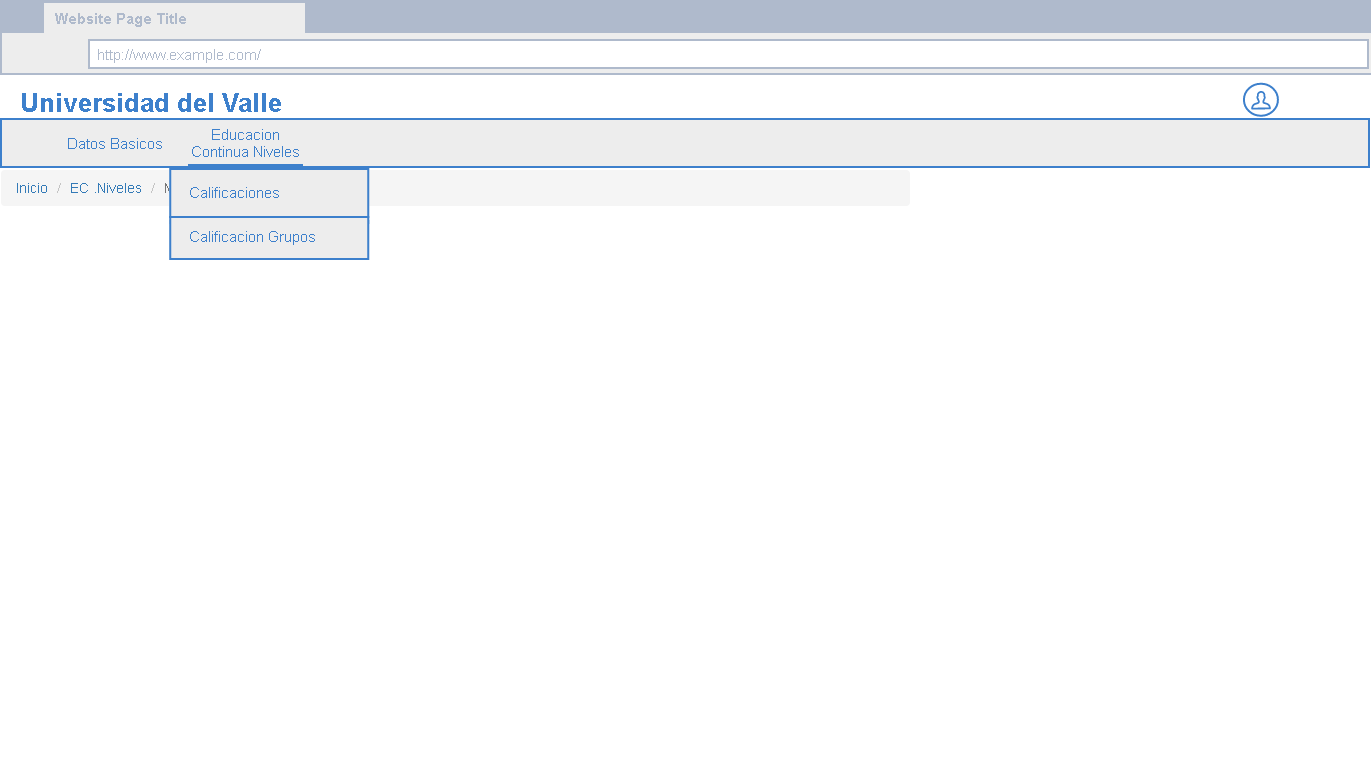 Website Page Title
http://www.example.com/
Universidad del Valle
Datos Basicos
Educacion
Continua Niveles
Inicio / EC .Niveles /
Calificaciones
Calificacion Grupos